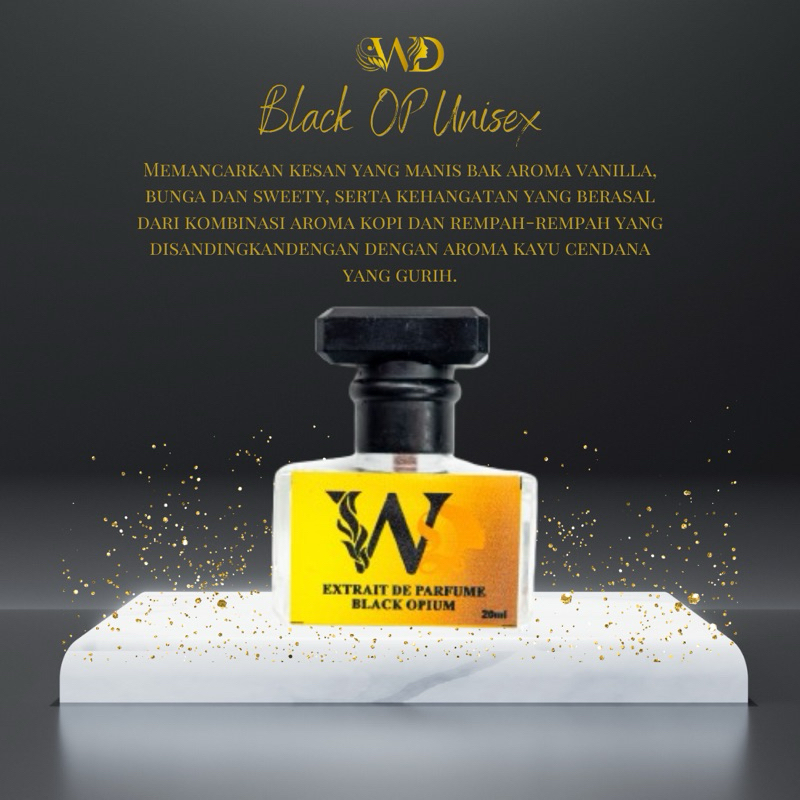 WD
Black OP Unisex
Memancarkan kesan yang manis bak aroma vanilla,
bunga dan sweety, serta kehangatan yang berasal
dari kombinasi aroma kopi dan rempah-rempah yang
disandingkandengan dengan aroma kayu cendana
yang gurih.
W
EXTRAIT DE PARFUME
BLACK OPIUM
20ml